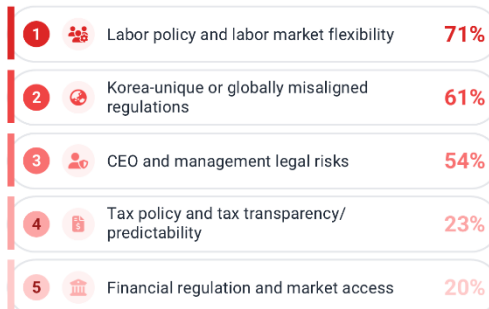 1 Labor policy and labor market flexibility 71%
2 Korea-unique or globally misaligned
regulations 61%
3 CEO and management legal risks 54%
4 Tax policy and tax transparency/
predictability 23%
5 Financial regulation and market access 20%